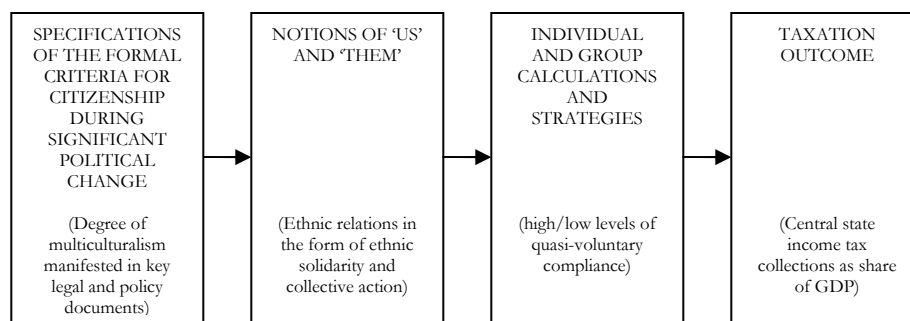 SPECIFICATIONS
OF THE FORMAL
CRITERIA FOR
CITIZENSHIP
DURING
SIGNIFICANT
POLITICAL
CHANGE
(Degree of
multiculturalism
manifested in key
legal and policy
documents)
NOTIONS OF ‘US’
AND ‘THEM’
(Ethnic relations in
the form of ethnic
solidarity and
collective action)
INDIVIDUAL
AND GROUP
CALCULATIONS
AND
STRATEGIES
(high/low levels of
quasi-voluntary
compliance)
TAXATION
OUTCOME
(Central state
income tax
collections as share
of GDP)